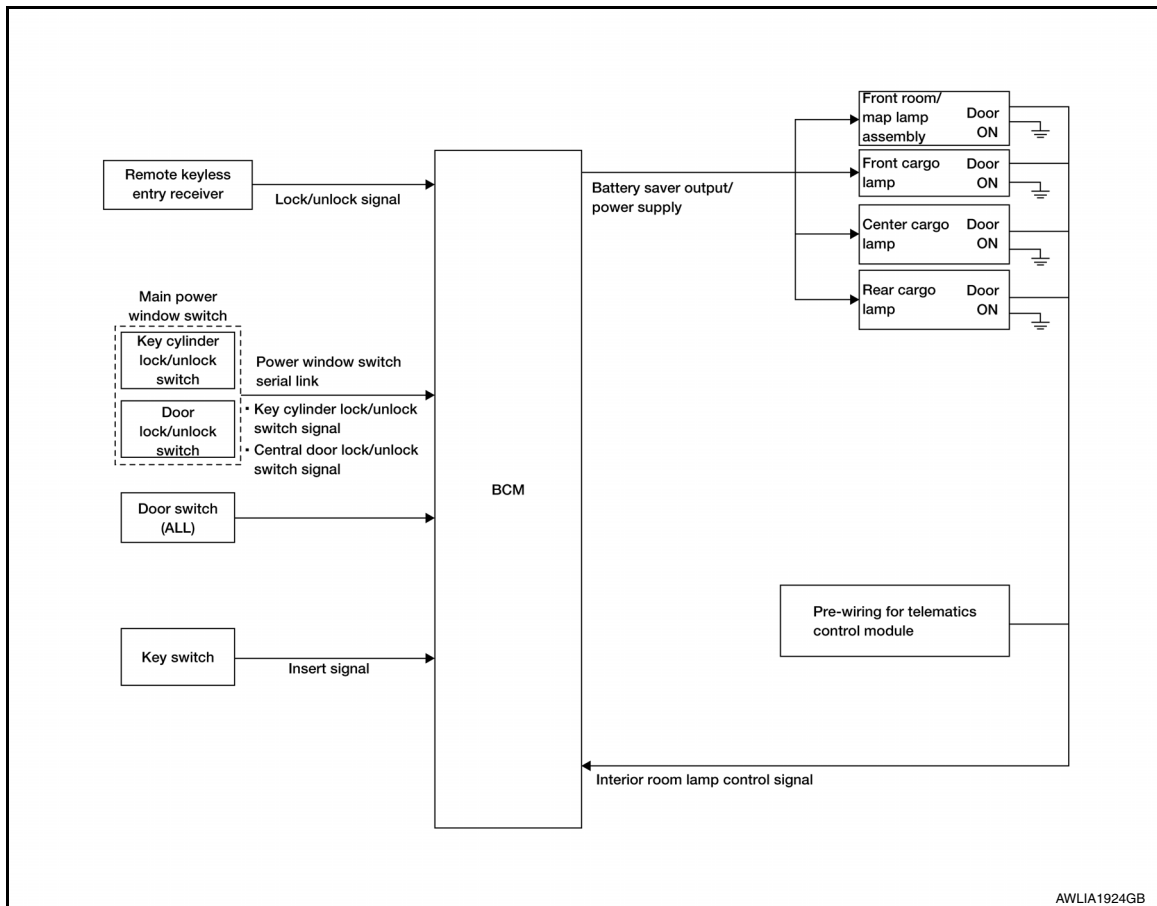 Remote keyless
entry receiver
Lock/unlock signal
Main power
window switch
Key cylinder
lock/unlock
switch
Door
lock/unlock
switch
Power window switch
serial link
▪ Key cylinder lock/unlock
switch signal
▪ Central door lock/unlock
switch signal
Door switch
(ALL)
Key switch
Insert signal
BCM
Battery saver output/
power supply
Front room/
map lamp
assembly
Door
ON
Front cargo
lamp
Door
ON
Center cargo
lamp
Door
ON
Rear cargo
lamp
Door
ON
Pre-wiring for telematics
control module
Interior room lamp control signal
AWLIA1924GB